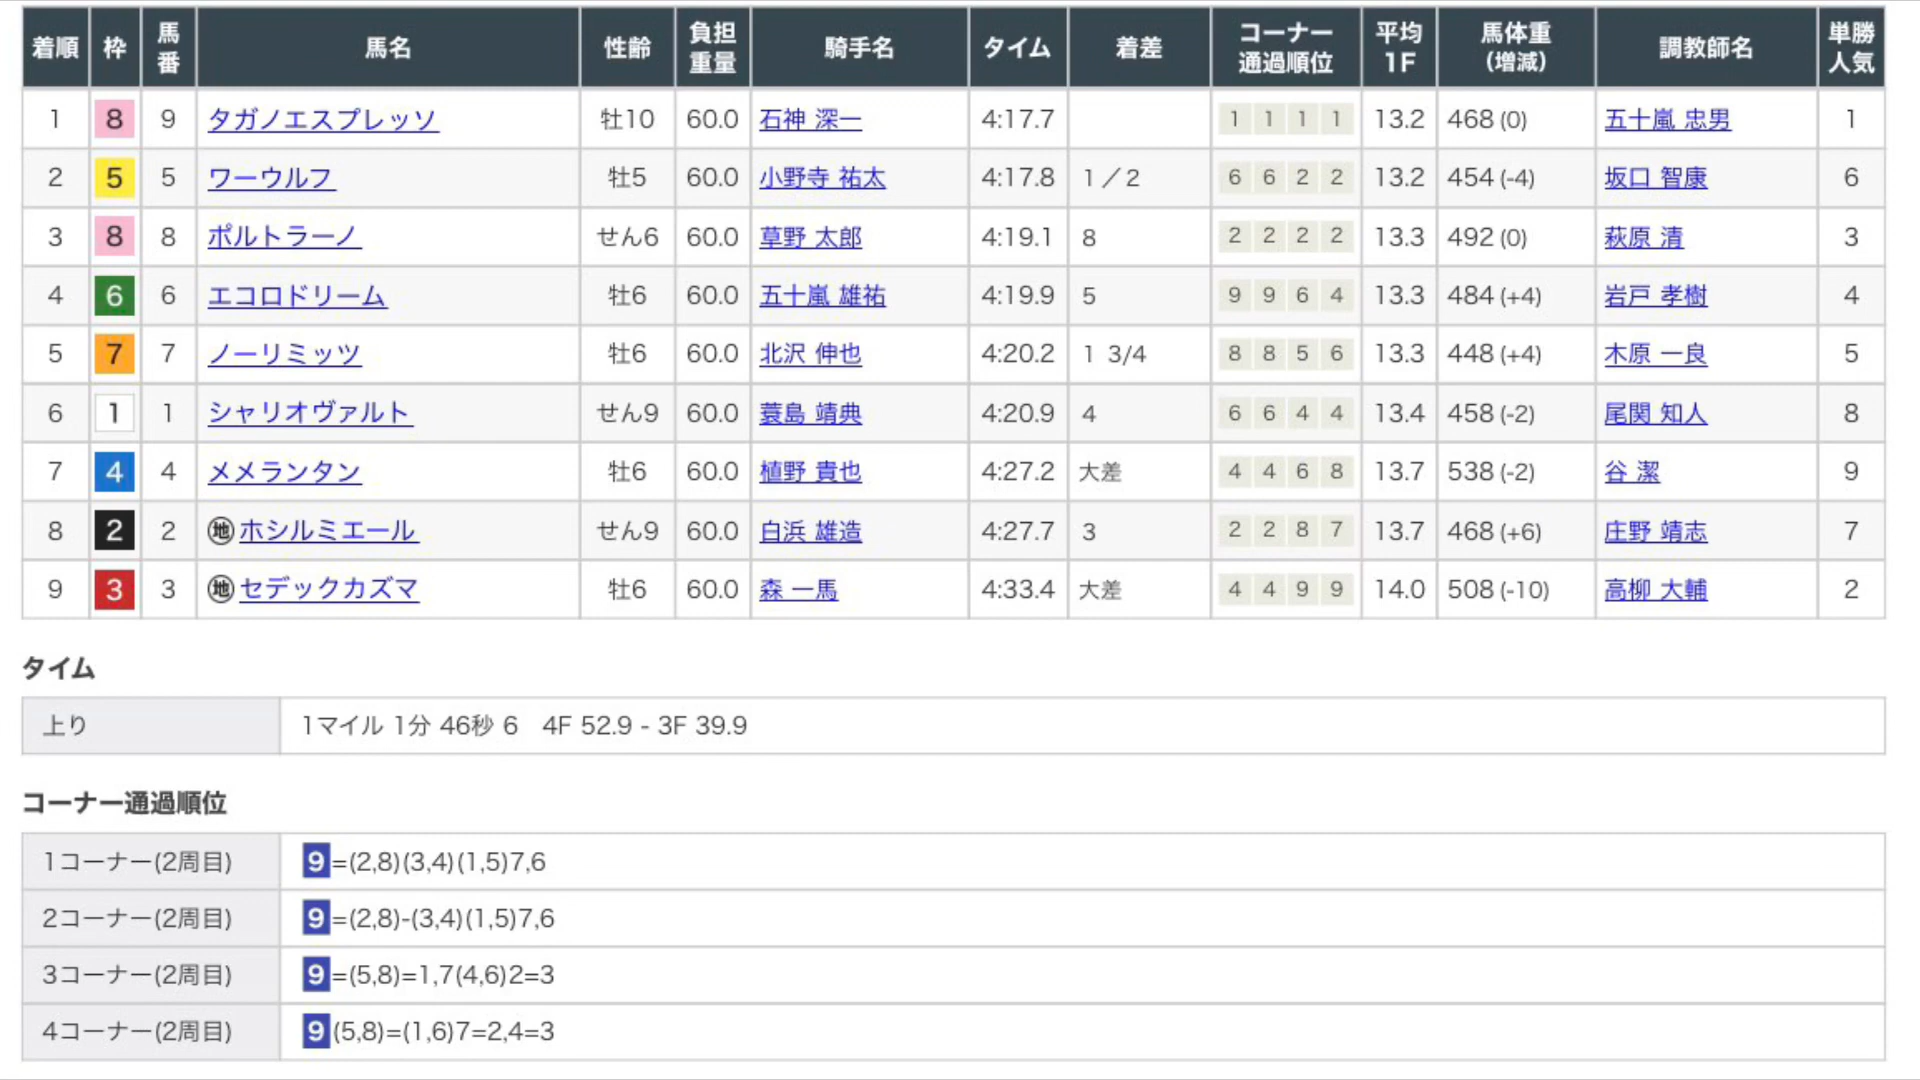 着順 枠 馬番 馬名 性齢 負担重量 騎手名 タイム 着差 コーナー通過順位 平均1F 馬体重(増減) 調教師名 単勝人気
1 8 9 タガノエスプレッソ 牡10 60.0 石神 深一 4:17.7 1 1 1 1 13.2 468 (0) 五十嵐 忠男 1
2 5 5 ワーウルフ 牡5 60.0 小野寺 祐太 4:17.8 1／2 6 6 2 2 13.2 454 (-4) 坂口 智康 6
3 8 8 ポルトラーノ せん6 60.0 草野 太郎 4:19.1 8 2 2 2 2 13.3 492 (0) 萩原 清 3
4 6 6 エコロドリーム 牡6 60.0 五十嵐 雄祐 4:19.9 5 9 9 6 4 13.3 484 (+4) 岩戸 孝樹 4
5 7 7 ノーリミッツ 牡6 60.0 北沢 伸也 4:20.2 1 3/4 8 8 5 6 13.3 448 (+4) 木原 一良 5
6 1 1 シャリオヴァルト せん9 60.0 蓑島 靖典 4:20.9 4 6 6 4 4 13.4 458 (-2) 尾関 知人 8
7 4 4 メメランタン 牡6 60.0 植野 貴也 4:27.2 大差 4 4 6 8 13.7 538 (-2) 谷 潔 9
8 2 2 地 ホシルミエール せん9 60.0 白浜 雄造 4:27.7 3 2 2 8 7 13.7 468 (+6) 庄野 靖志 7
9 3 3 地 セデックカズマ 牡6 60.0 森 一馬 4:33.4 大差 4 4 9 9 14.0 508 (-10) 高柳 大輔 2
タイム
上り 1マイル 1分 46秒 6 4F 52.9 - 3F 39.9
コーナー通過順位
1コーナー(2周目) 9=(2,8)(3,4)(1,5)7,6
2コーナー(2周目) 9=(2,8)-(3,4)(1,5)7,6
3コーナー(2周目) 9=(5,8)=1,7(4,6)2=3
4コーナー(2周目) 9(5,8)=(1,6)7=2,4=3